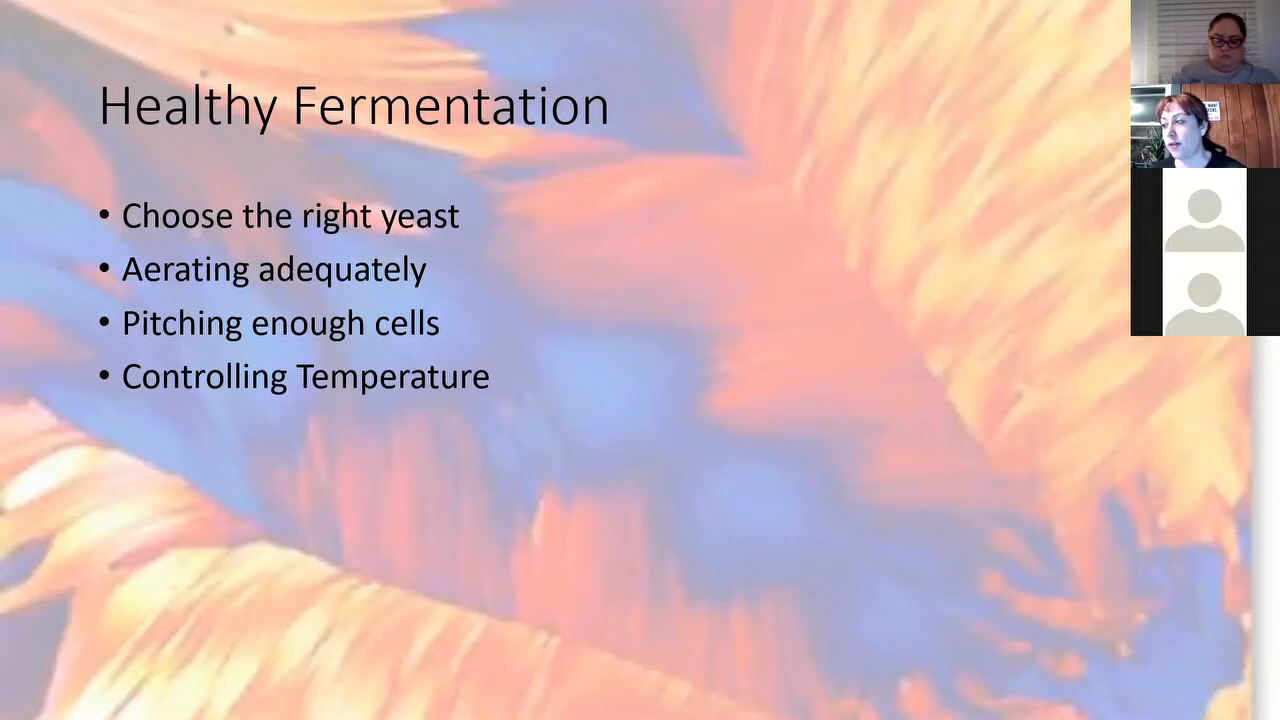 Healthy Fermentation
• Choose the right yeast
• Aerating adequately
• Pitching enough cells
• Controlling Temperature